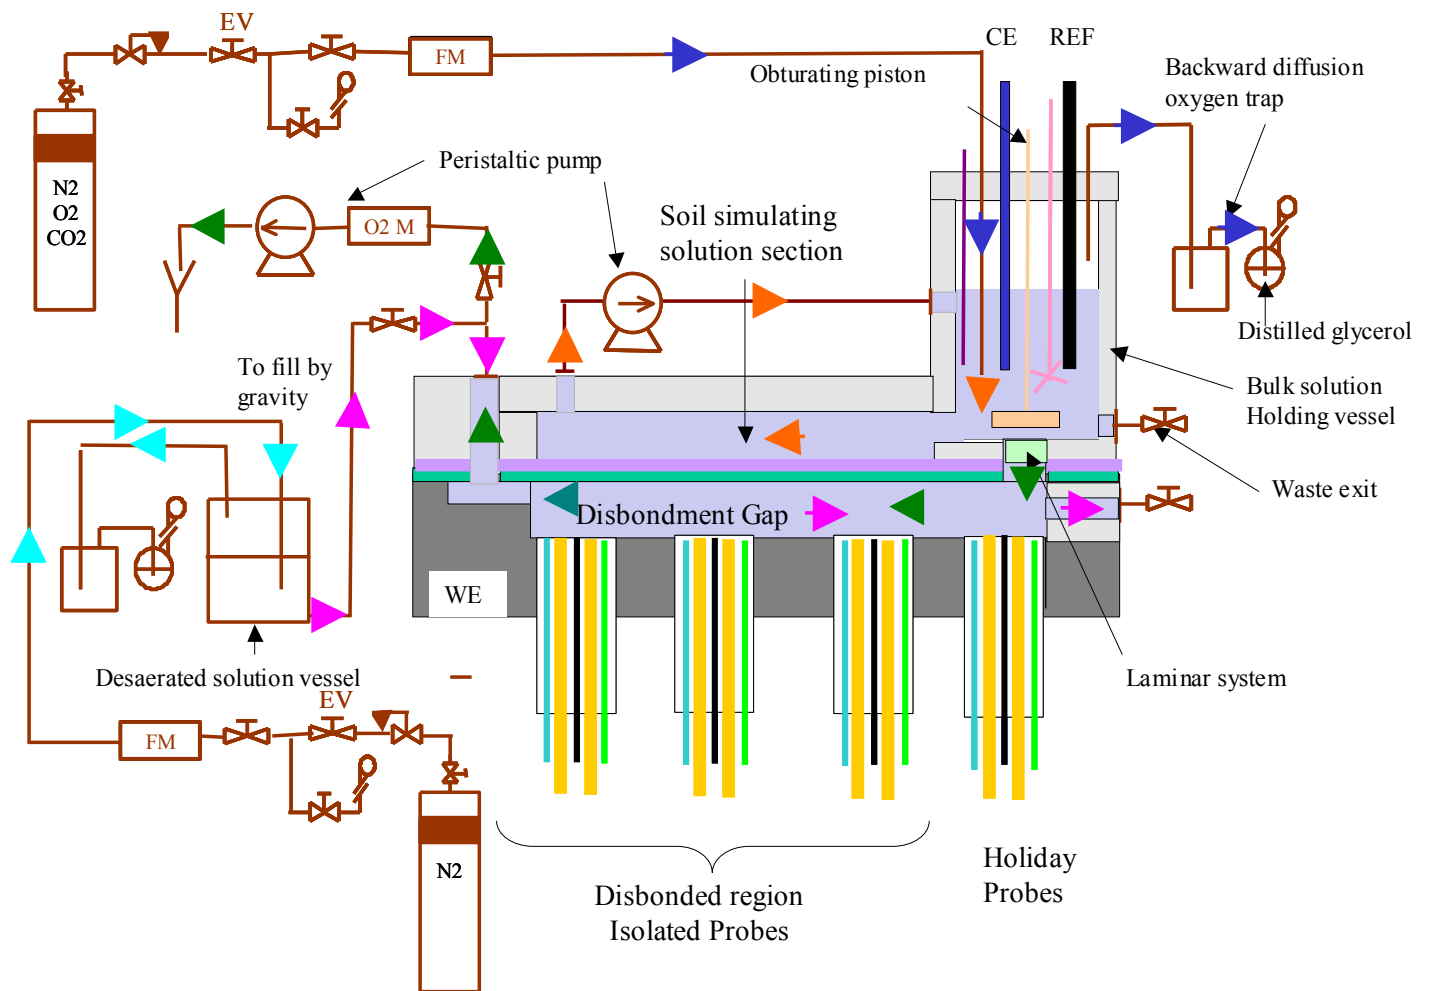 EV
CE
REF
FM
Obturating piston
Backward diffusion
oxygen trap
Peristaltic pump
N2
O2
CO2
O2 M
Soil simulating
solution section
Distilled glycerol
To fill by
gravity
Bulk solution
Holding vessel
Waste exit
Disbondment Gap
WE
Desaerated solution vessel
Laminar system
EV
FM
N2
Holiday
Probes
Disbonded region
Isolated Probes